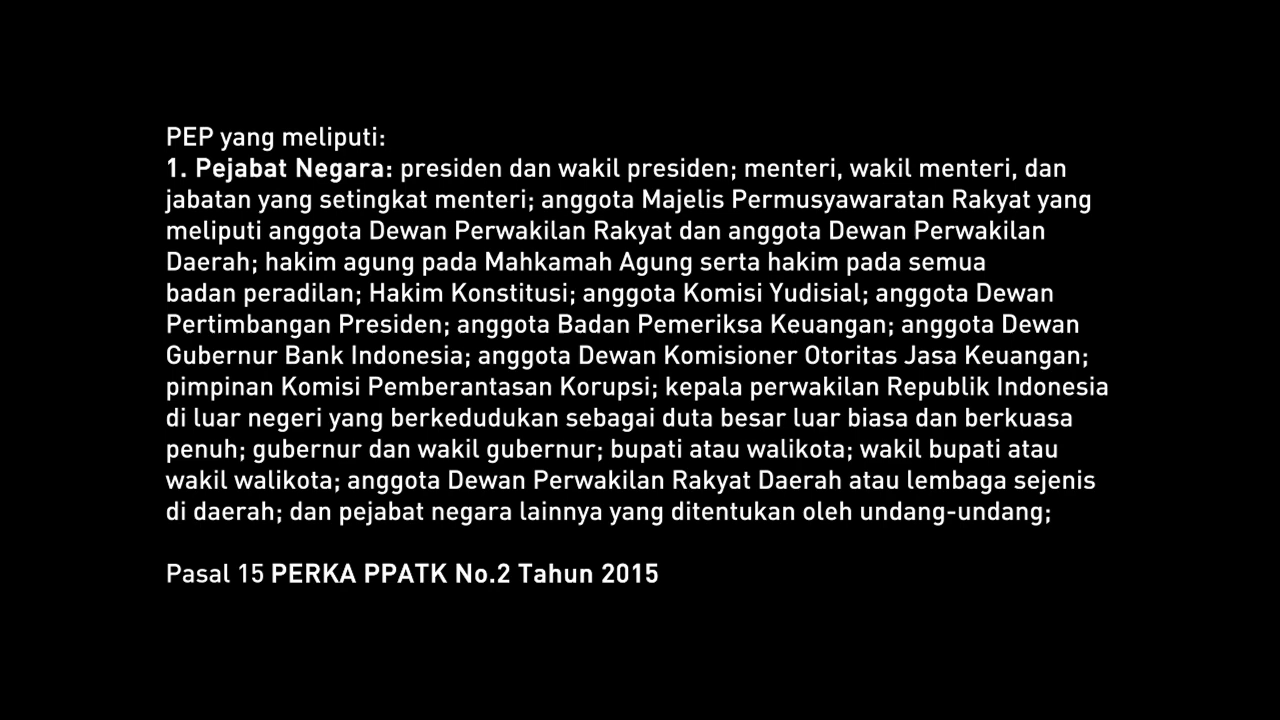 PEP yang meliputi:
1. Pejabat Negara: presiden dan wakil presiden; menteri, wakil menteri, dan
jabatan yang setingkat menteri; anggota Majelis Permusyawaratan Rakyat yang
meliputi anggota Dewan Perwakilan Rakyat dan anggota Dewan Perwakilan
Daerah; hakim agung pada Mahkamah Agung serta hakim pada semua
badan peradilan; Hakim Konstitusi; anggota Komisi Yudisial; anggota Dewan
Pertimbangan Presiden; anggota Badan Pemeriksa Keuangan; anggota Dewan
Gubernur Bank Indonesia; anggota Dewan Komisioner Otoritas Jasa Keuangan;
pimpinan Komisi Pemberantasan Korupsi; kepala perwakilan Republik Indonesia
di luar negeri yang berkedudukan sebagai duta besar luar biasa dan berkuasa
penuh; gubernur dan wakil gubernur; bupati atau walikota; wakil bupati atau
wakil walikota; anggota Dewan Perwakilan Rakyat Daerah atau lembaga sejenis
di daerah; dan pejabat negara lainnya yang ditentukan oleh undang-undang;
Pasal 15 PERKA PPATK No.2 Tahun 2015